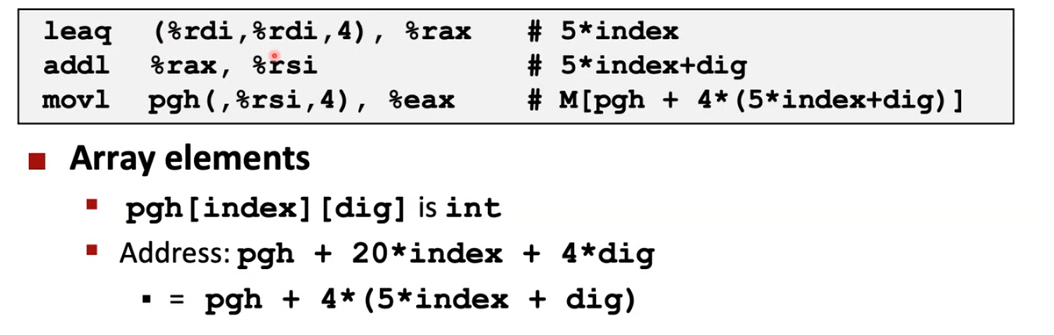 leaq (%rdi,%rdi,4), %rax # 5*index
addl %rax, %rsi # 5*index+dig
movl pgh(,%rsi,4), %eax # M[pgh + 4*(5*index+dig)]
■ Array elements
▪ pgh[index][dig] is int
▪ Address: pgh + 20*index + 4*dig
▪ = pgh + 4*(5*index + dig)